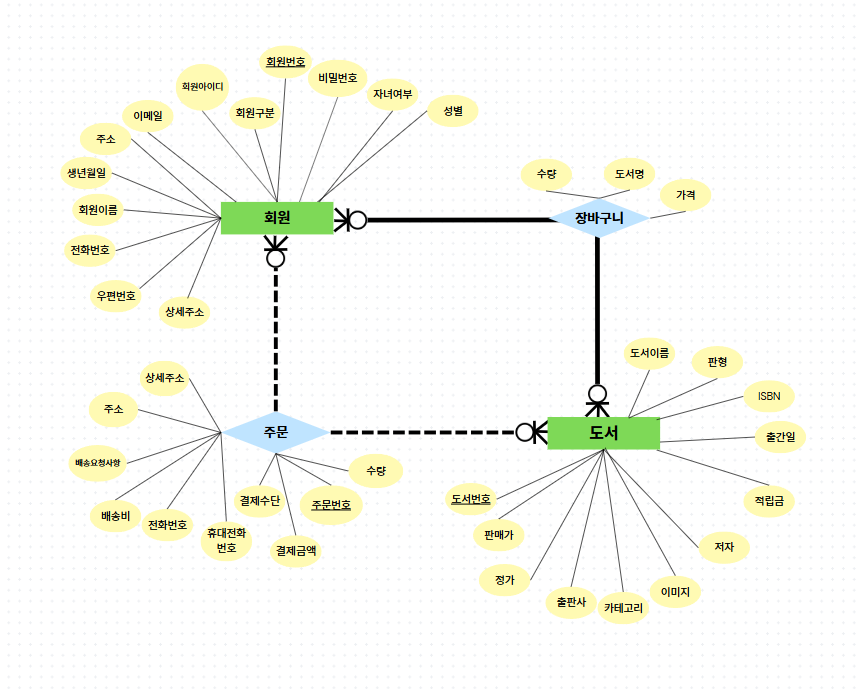 회원번호
비밀번호
회원아이디
자녀여부
회원구분
성별
이메일
주소
생년월일
회원이름
전화번호
우편번호
상세주소
회원
수량
도서명
가격
장바구니
상세주소
주소
배송요청사항
배송비
전화번호
휴대전화
번호
주문
결제수단
주문번호
수량
결제금액
도서이름
판형
ISBN
출간일
적립금
도서
도서번호
판매가
정가
출판사
카테고리
이미지
저자